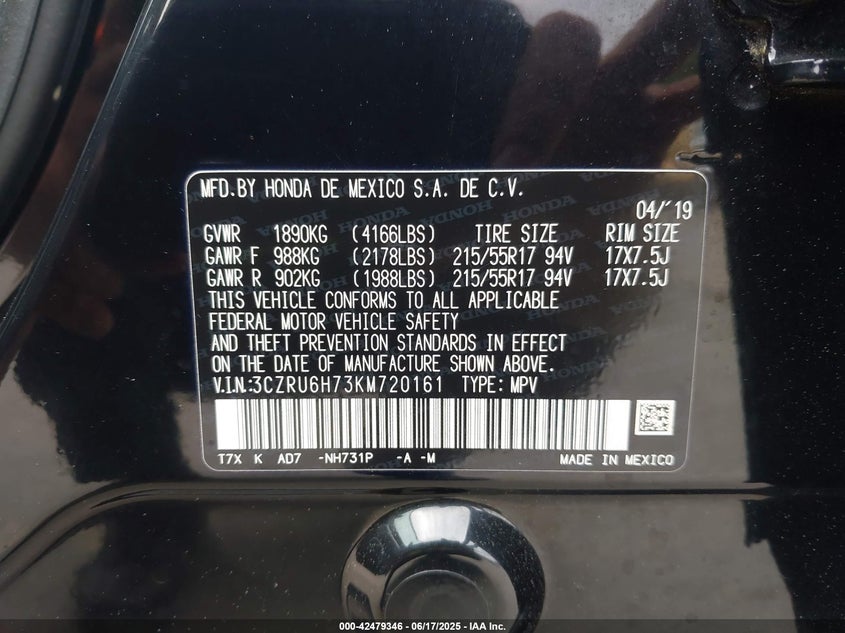 MFD.BY HONDA DE MEXICO S.A. DE C.V.
04/'19
GVWR 1890KG (4166LBS) TIRE SIZE RIM SIZE
GAWR F 988KG (2178LBS) 215/55R17 94V 17X7.5J
GAWR R 902KG (1988LBS) 215/55R17 94V 17X7.5J
THIS VEHICLE CONFORMS TO ALL APPLICABLE
FEDERAL MOTOR VEHICLE SAFETY
AND THEFT PREVENTION STANDARDS IN EFFECT
ON THE DATE OF MANUFACTURE SHOWN ABOVE.
V.I.N:3CZRU6H73KM720161 TYPE: MPV
T7X K AD7 -NH731P -A -M MADE IN MEXICO
000-42479346 - 06/17/2025 - IAA Inc.